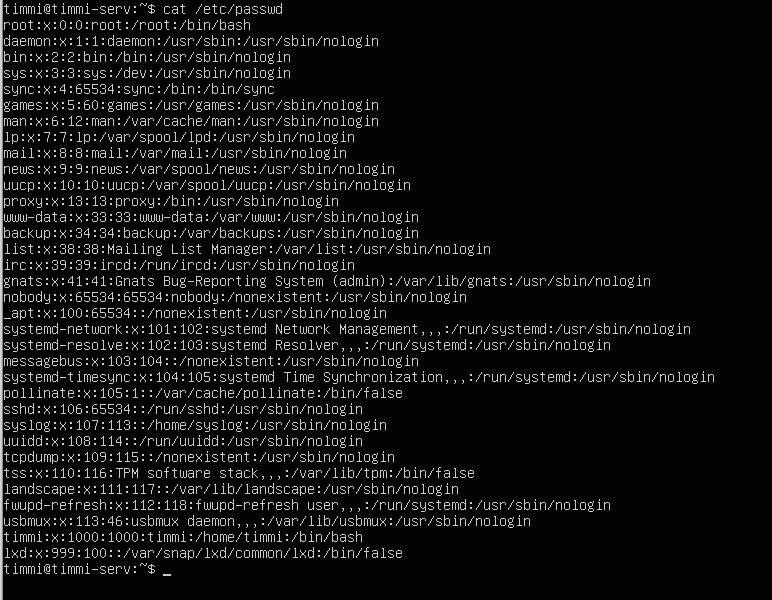 timmi@timmi-serv:~$ cat /etc/passwd
root:x:0:0:root:/root:/bin/bash
daemon:x:1:1:daemon:/usr/sbin:/usr/sbin/nologin
bin:x:2:2:bin:/bin:/usr/sbin/nologin
sys:x:3:3:sys:/dev:/usr/sbin/nologin
sync:x:4:65534:sync:/bin:/bin/sync
games:x:5:60:games:/usr/games:/usr/sbin/nologin
man:x:6:12:man:/var/cache/man:/usr/sbin/nologin
lp:x:7:7:lp:/var/spool/lpd:/usr/sbin/nologin
mail:x:8:8:mail:/var/mail:/usr/sbin/nologin
news:x:9:9:news:/var/spool/news:/usr/sbin/nologin
uucp:x:10:10:uucp:/var/spool/uucp:/usr/sbin/nologin
proxy:x:13:13:proxy:/bin:/usr/sbin/nologin
www-data:x:33:33:www-data:/var/www:/usr/sbin/nologin
backup:x:34:34:backup:/var/backups:/usr/sbin/nologin
list:x:38:38:Mailing List Manager:/var/list:/usr/sbin/nologin
irc:x:39:39:ircd:/run/ircd:/usr/sbin/nologin
gnats:x:41:41:Gnats Bug-Reporting System (admin):/var/lib/gnats:/usr/sbin/nologin
nobody:x:65534:65534:nobody:/nonexistent:/usr/sbin/nologin
_apt:x:100:65534::/nonexistent:/usr/sbin/nologin
systemd-network:x:101:102:systemd Network Management,,,:/run/systemd:/usr/sbin/nologin
systemd-resolve:x:102:103:systemd Resolver,,,:/run/systemd:/usr/sbin/nologin
messagebus:x:103:104::/nonexistent:/usr/sbin/nologin
systemd-timesync:x:104:105:systemd Time Synchronization,,,:/run/systemd:/usr/sbin/nologin
pollinate:x:105:1::/var/cache/pollinate:/bin/false
sshd:x:106:65534::/run/sshd:/usr/sbin/nologin
syslog:x:107:113::/home/syslog:/usr/sbin/nologin
uuidd:x:108:114::/run/uuidd:/usr/sbin/nologin
tcpdump:x:109:115::/nonexistent:/usr/sbin/nologin
tss:x:110:116:TPM software stack,,,:/var/lib/tpm:/bin/false
landscape:x:111:117::/var/lib/landscape:/usr/sbin/nologin
fwupd-refresh:x:112:118:fwupd-refresh user,,,:/run/systemd:/usr/sbin/nologin
usbmux:x:113:46:usbmux daemon,,,:/var/lib/usbmux:/usr/sbin/nologin
timmi:x:1000:1000:timmi:/home/timmi:/bin/bash
lxd:x:999:100::/var/snap/lxd/common/lxd:/bin/false
timmi@timmi-serv:~$ _